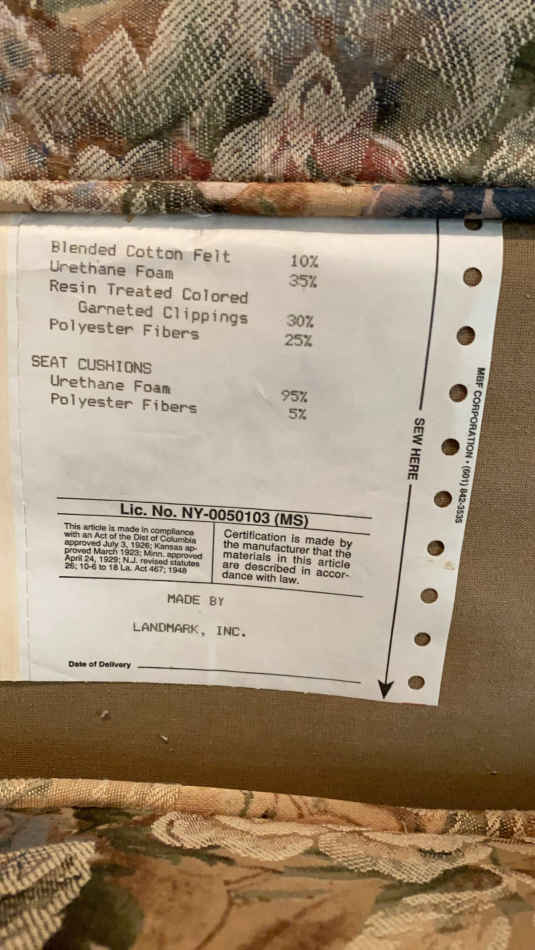 Blended Cotton Felt 10%
Urethane Foam 35%
Resin Treated Colored
Garneted Clippings 30%
Polyester Fibers 25%
SEAT CUSHIONS
Urethane Foam 95%
Polyester Fibers 5%
Lic. No. NY-0050103 (MS)
This article is made in compliance
with an Act of the Dist of Columbia
approved July 3, 1926; Kansas ap-
proved March 1923; Minn. approved
April 24, 1929; N.J. revised statutes
26; 10-6 to 18 La. Act 467; 1948
Certification is made by
the manufacturer that the
materials in this article
are described in accor-
dance with law.
MADE BY
LANDMARK, INC.
Date of Delivery
SEW HERE
MBF CORPORATION • (601) 842-3535